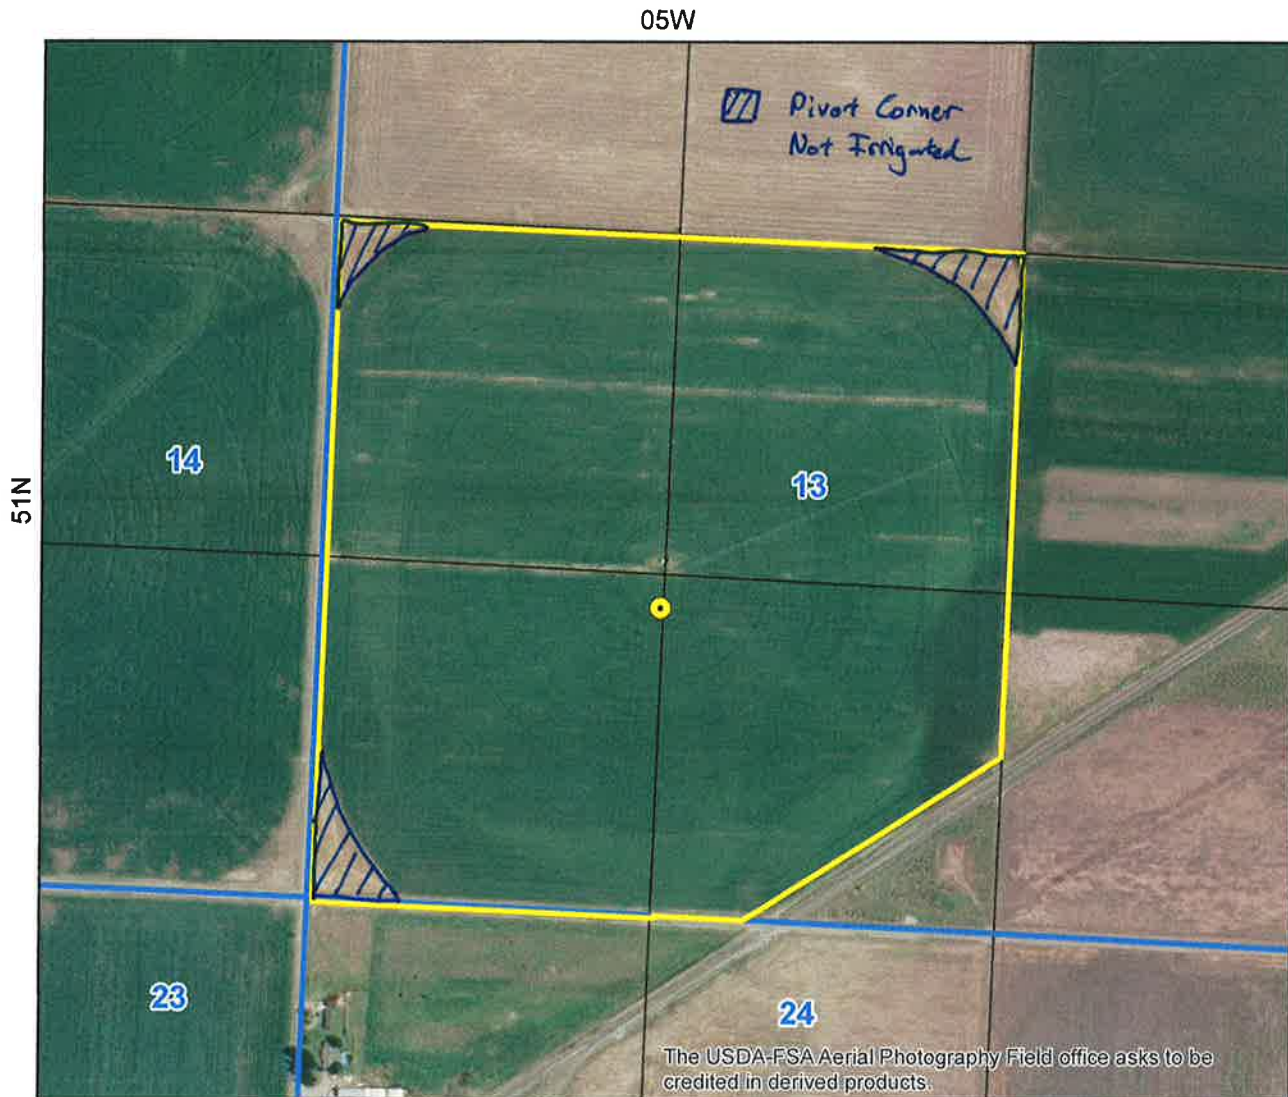 05W
Pivot Corner
Not Irrigated
14
13
51N
23
24
The USDA-FSA Aerial Photography Field office asks to be
credited in derived products.